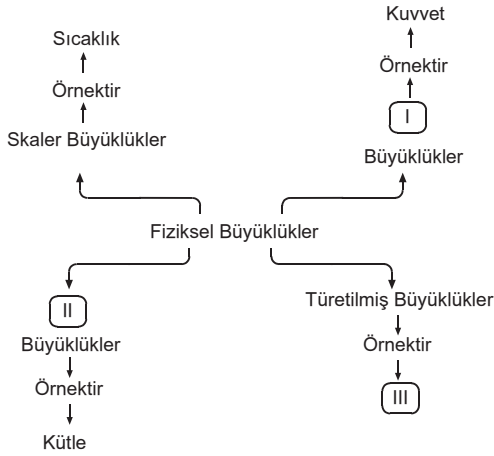 Sıcaklık
Örnektir
Skaler Büyüklükler
Kuvvet
Örnektir
I
Büyüklükler
Fiziksel Büyüklükler
II
Büyüklükler
Örnektir
Kütle
Türetilmiş Büyüklükler
Örnektir
III